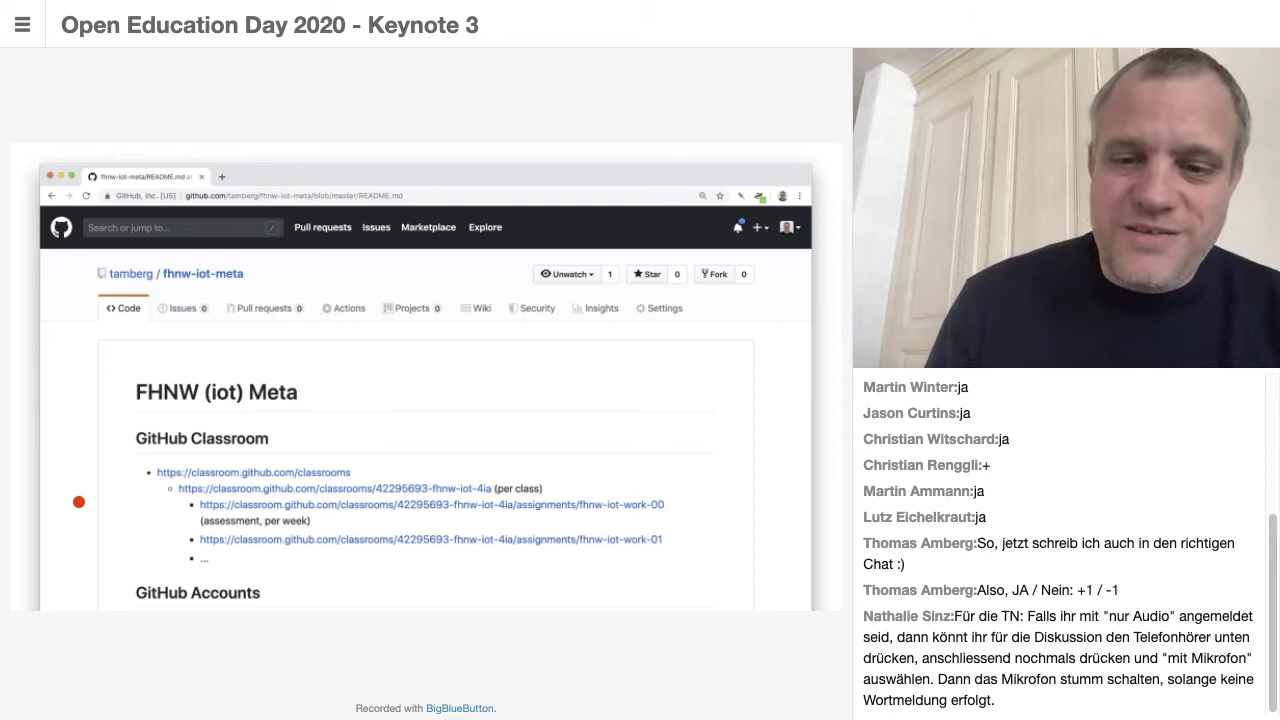 Open Education Day 2020 - Keynote 3
fhnw-iot-meta/README.md at
GitHub, Inc. [US] | github.com/tamberg/fhnw-iot-meta/blob/master/README.md
Search or jump to... /
Pull requests Issues Marketplace Explore
tamberg / fhnw-iot-meta
Unwatch 1 Star 0 Fork 0
Code Issues 0 Pull requests 0 Actions Projects 0 Wiki Security Insights Settings
FHNW (iot) Meta
GitHub Classroom
https://classroom.github.com/classrooms
https://classroom.github.com/classrooms/42295693-fhnw-iot-4ia (per class)
https://classroom.github.com/classrooms/42295693-fhnw-iot-4ia/assignments/fhnw-iot-work-00
(assessment, per week)
https://classroom.github.com/classrooms/42295693-fhnw-iot-4ia/assignments/fhnw-iot-work-01
...
GitHub Accounts
Recorded with BigBlueButton.
Martin Winter:ja
Jason Curtins:ja
Christian Witschard:ja
Christian Renggli:+
Martin Ammann:ja
Lutz Eichelkraut:ja
Thomas Amberg:So, jetzt schreib ich auch in den richtigen
Chat :)
Thomas Amberg:Also, JA / Nein: +1 / -1
Nathalie Sinz:Für die TN: Falls ihr mit "nur Audio" angemeldet
seid, dann könnt ihr für die Diskussion den Telefonhörer unten
drücken, anschliessend nochmals drücken und "mit Mikrofon"
auswählen. Dann das Mikrofon stumm schalten, solange keine
Wortmeldung erfolgt.